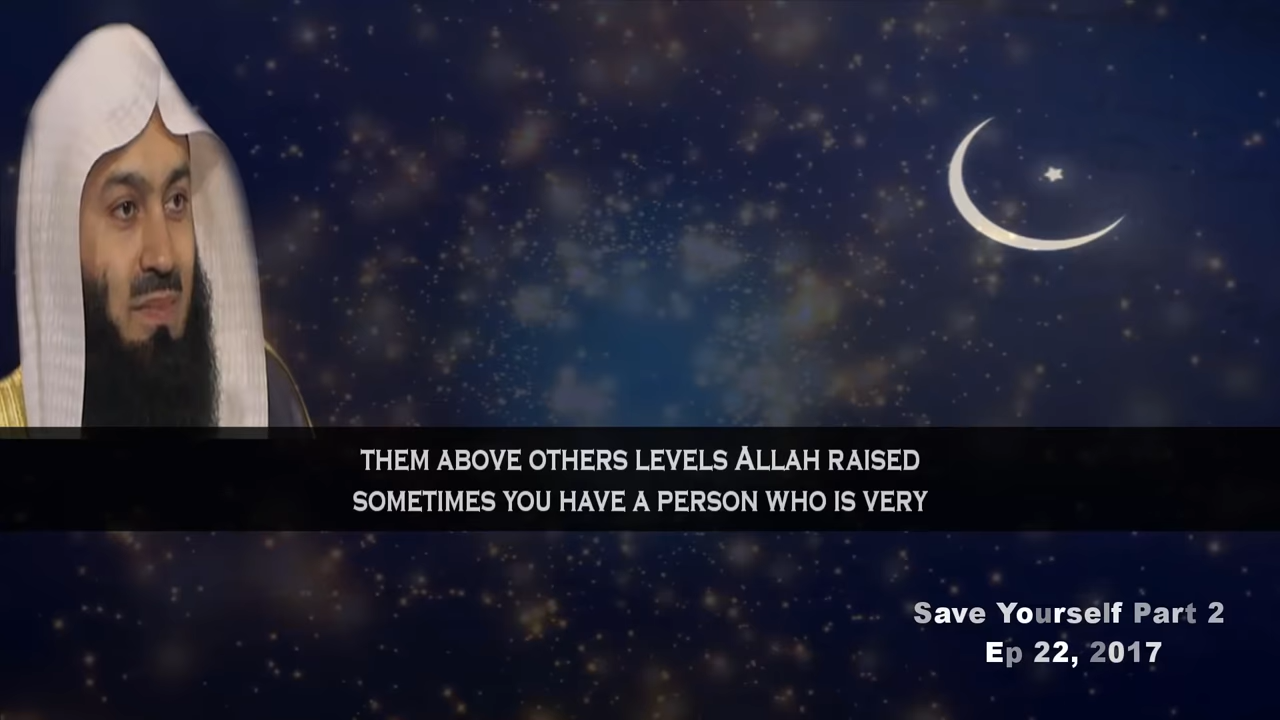 THEM ABOVE OTHERS LEVELS ALLAH RAISED
SOMETIMES YOU HAVE A PERSON WHO IS VERY
Save Yourself Part 2
Ep 22, 2017